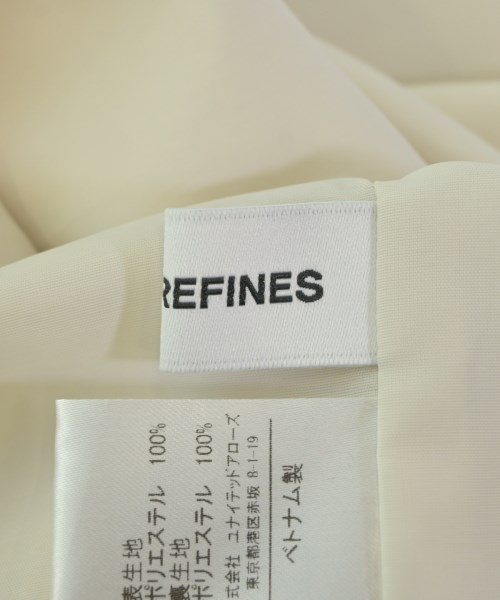 REFINES
表生地
ポリエステル 100%
裏生地
ポリエステル 100%
式会社 ユナイテッドアローズ
東京都港区赤坂 8-1-19
ベトナム製